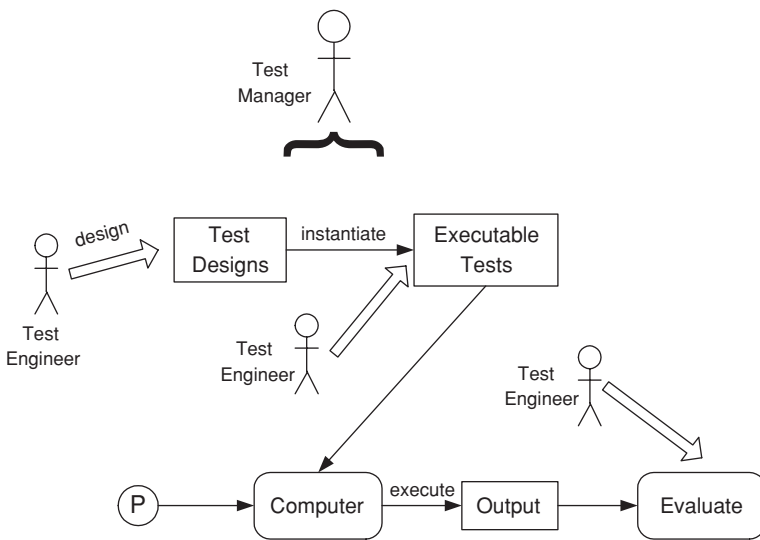 Test
Manager
design
Test
Designs
instantiate
Executable
Tests
Test
Engineer
Test
Engineer
Test
Engineer
P
Computer
execute
Output
Evaluate